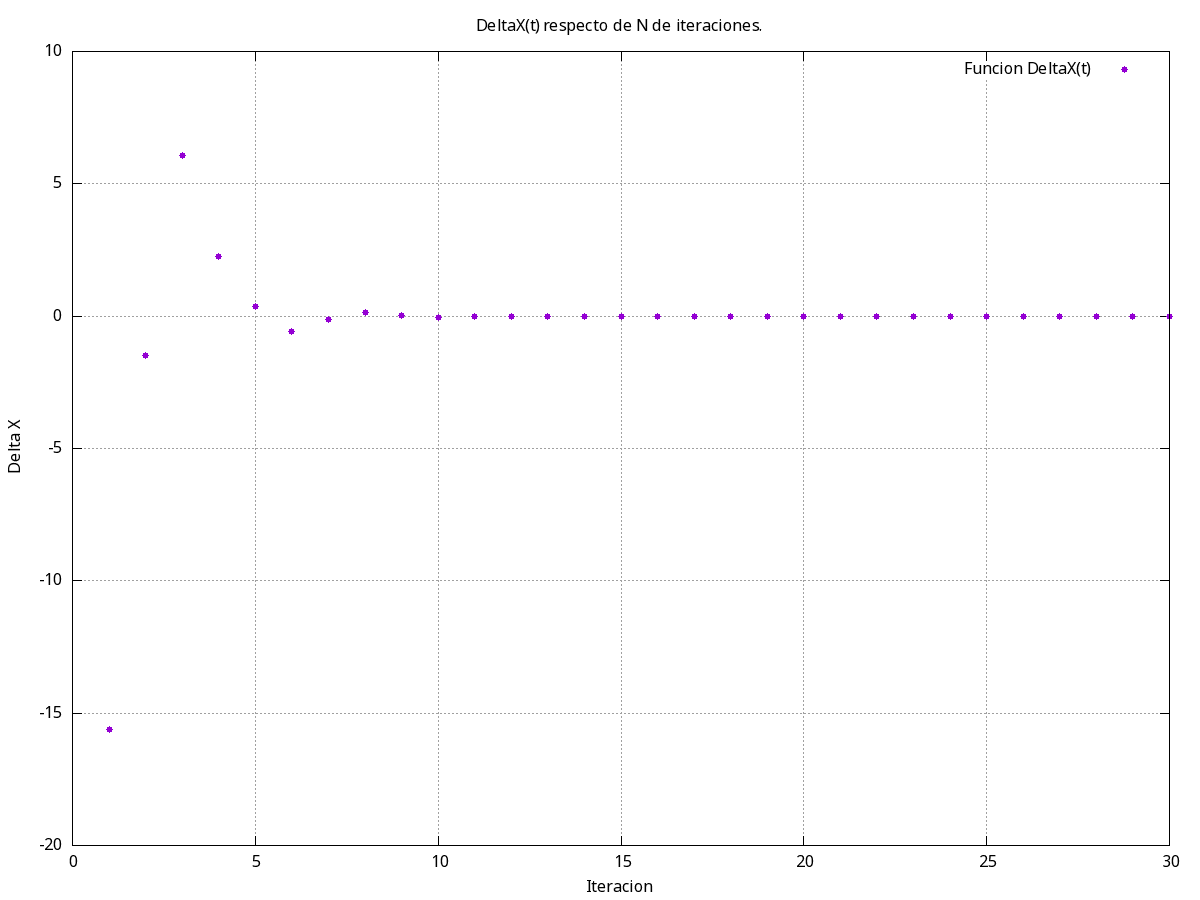 DeltaX(t) respecto de N de iteraciones.
10
Funcion DeltaX(t)
5
0
-5
Delta X
-10
-15
-20
0 5 10 15 20 25 30
Iteracion